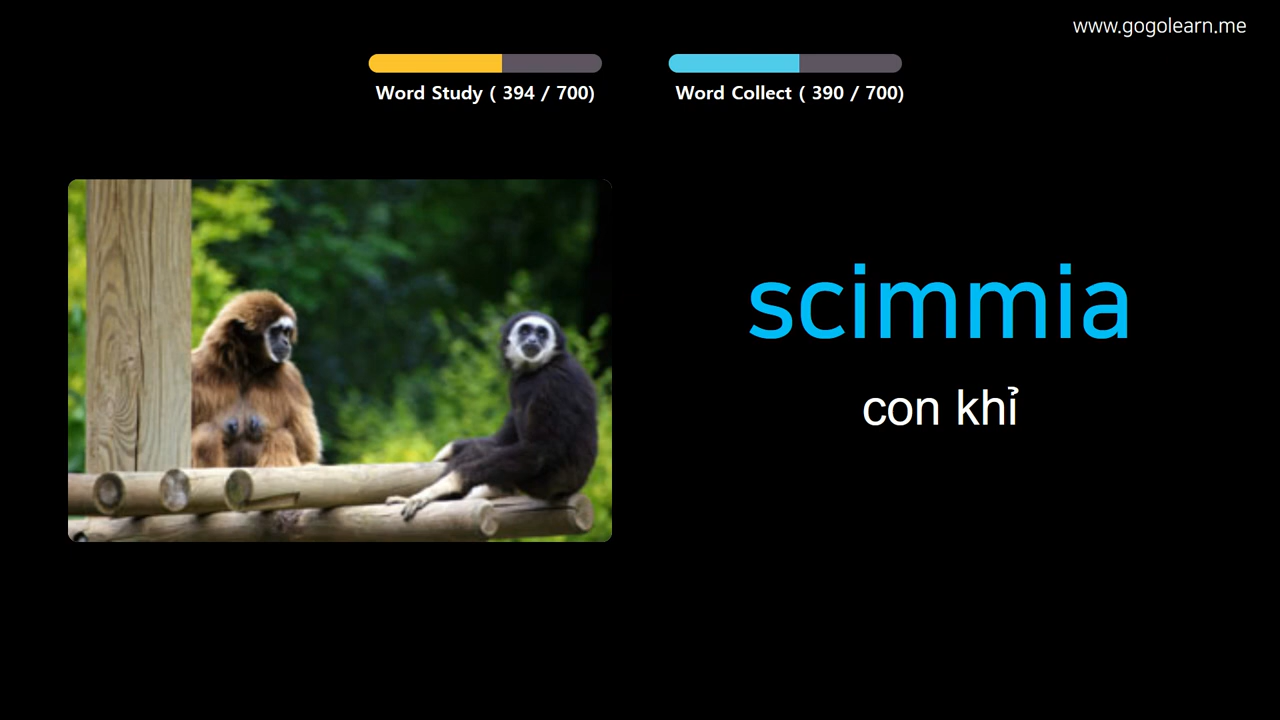 www.gogolearn.me
Word Study ( 394 / 700)
Word Collect ( 390 / 700)
scimmia
con khỉ